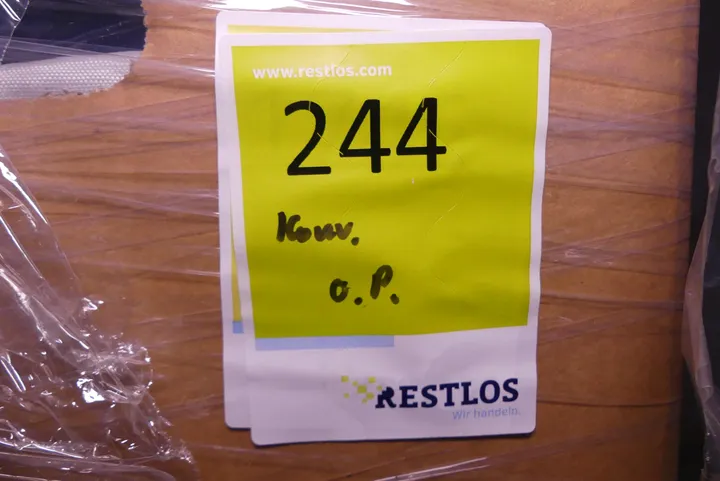 www.restlos.com
244
Konv.
o.P.
RESTLOS
Wir handeln.